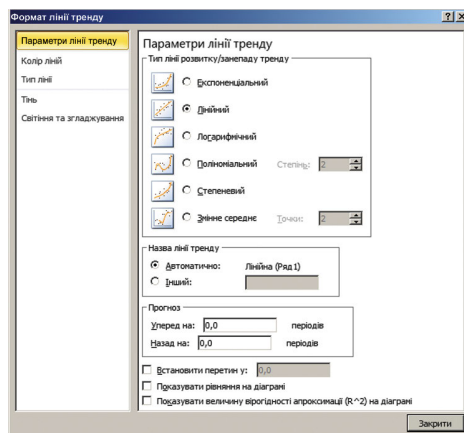 Формат лінії тренду
Параметри лінії тренду
Колір ліній
Тип лінії
Тінь
Світіння та згладжування
Параметри лінії тренду
Тип лінії розвитку/занепаду тренду
Експоненціальний
Лінійний
Логарифмічний
Поліноміальний Степінь: 2
Степеневий
Змінне середнє Точки: 2
Назва лінії тренду
Автоматично: Лінійна (Ряд1)
Інший:
Прогноз
Уперед на: 0,0 періодів
Назад на: 0,0 періодів
Встановити перетин у: 0,0
Показувати рівняння на діаграмі
Показувати величину вірогідності апроксимації (R^2) на діаграмі
Закрити